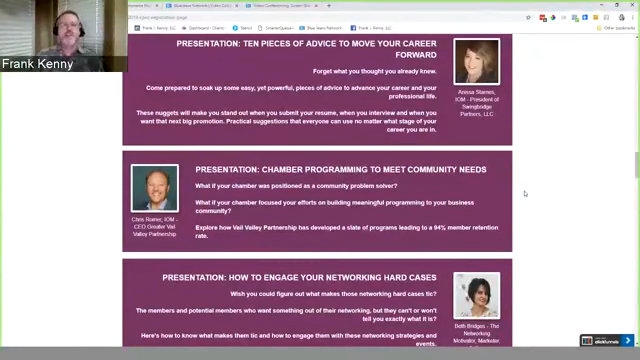 Frank Kenny
PRESENTATION: TEN PIECES OF ADVICE TO MOVE YOUR CAREER
FORWARD
Forget what you thought you already knew.
Come prepared to soak up some easy, yet powerful, pieces of advice to advance your career and your
professional life.
These nuggets will make you stand out when you submit your resume, when you interview and when you
want that next big promotion. Practical suggestions that everyone can use no matter what stage of your
career you are in.
Anissa Starnes,
IOM - President of
Swingbridge
Partners, LLC
PRESENTATION: CHAMBER PROGRAMMING TO MEET COMMUNITY NEEDS
What if your chamber was positioned as a community problem solver?
What if your chamber focused your efforts on building meaningful programming to your business
community?
Explore how Vail Valley Partnership has developed a slate of programs leading to a 94% member retention
rate.
Chris Romer, IOM –
CEO Greater Vail
Valley Partnership
PRESENTATION: HOW TO ENGAGE YOUR NETWORKING HARD CASES
Wish you could figure out what makes those networking hard cases tic?
The members and potential members who want something out of their networking, but they can't or won't
tell you exactly what it is?
Here's how to know what makes them tic and how to engage them with these networking strategies and
events.
Beth Bridges - The
Networking
Motivator, Marketer,
clickfunnels